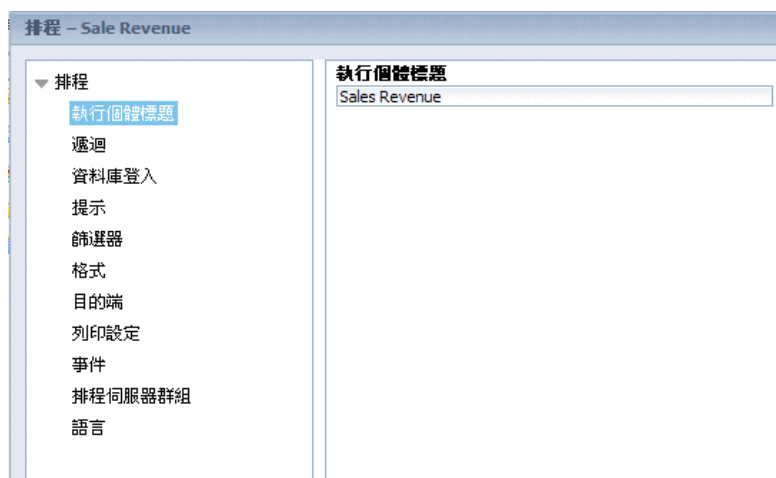 排程 – Sale Revenue
排程
執行個體標題
遞迴
資料庫登入
提示
篩選器
格式
目的端
列印設定
事件
排程伺服器群組
語言
執行個體標題
Sales Revenue